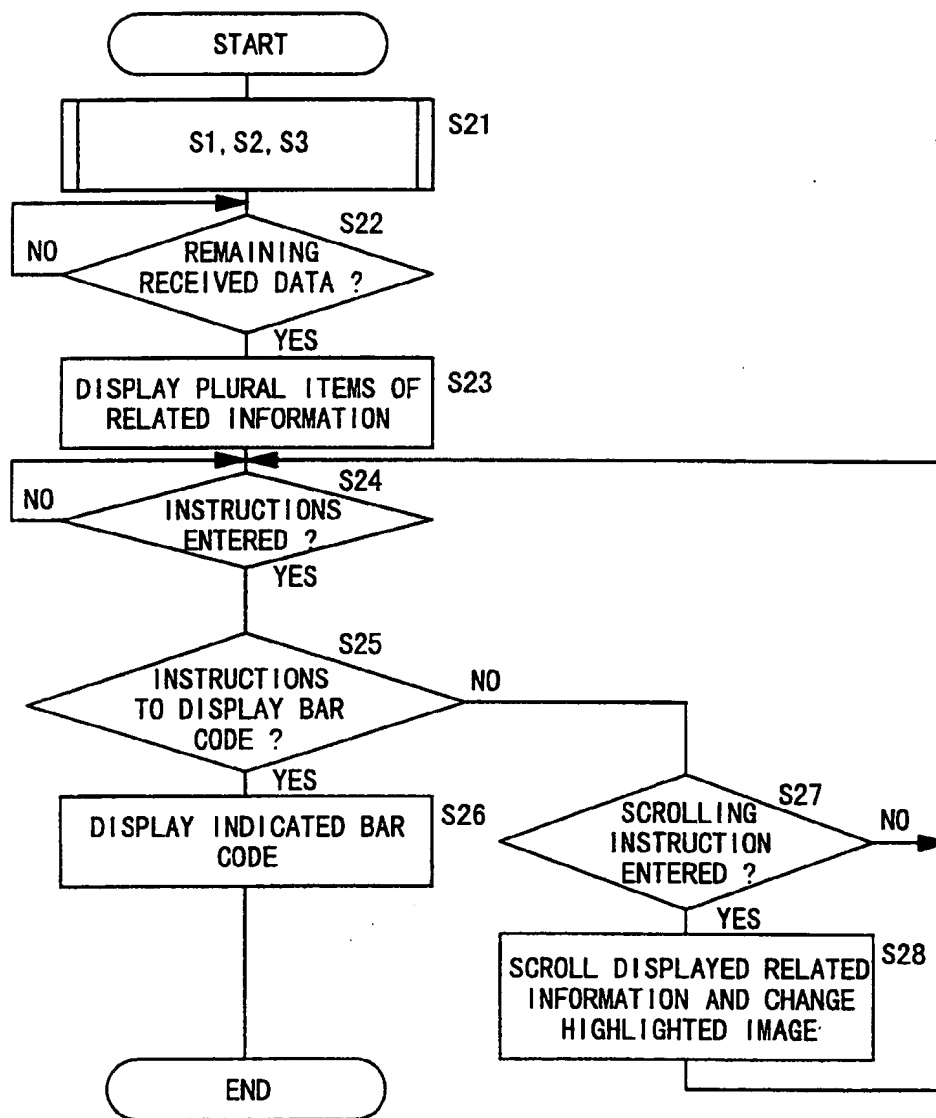 START
S1, S2, S3
S21
S22
REMAINING
RECEIVED DATA ?
NO
YES
DISPLAY PLURAL ITEMS OF
RELATED INFORMATION
S23
S24
NO
INSTRUCTIONS
ENTERED ?
YES
S25
INSTRUCTIONS
TO DISPLAY BAR
CODE ?
NO
YES
DISPLAY INDICATED BAR
CODE
S26
S27
SCROLLING
INSTRUCTION
ENTERED ?
NO
YES
SCROLL DISPLAYED RELATED
INFORMATION AND CHANGE
HIGHLIGHTED IMAGE
S28
END